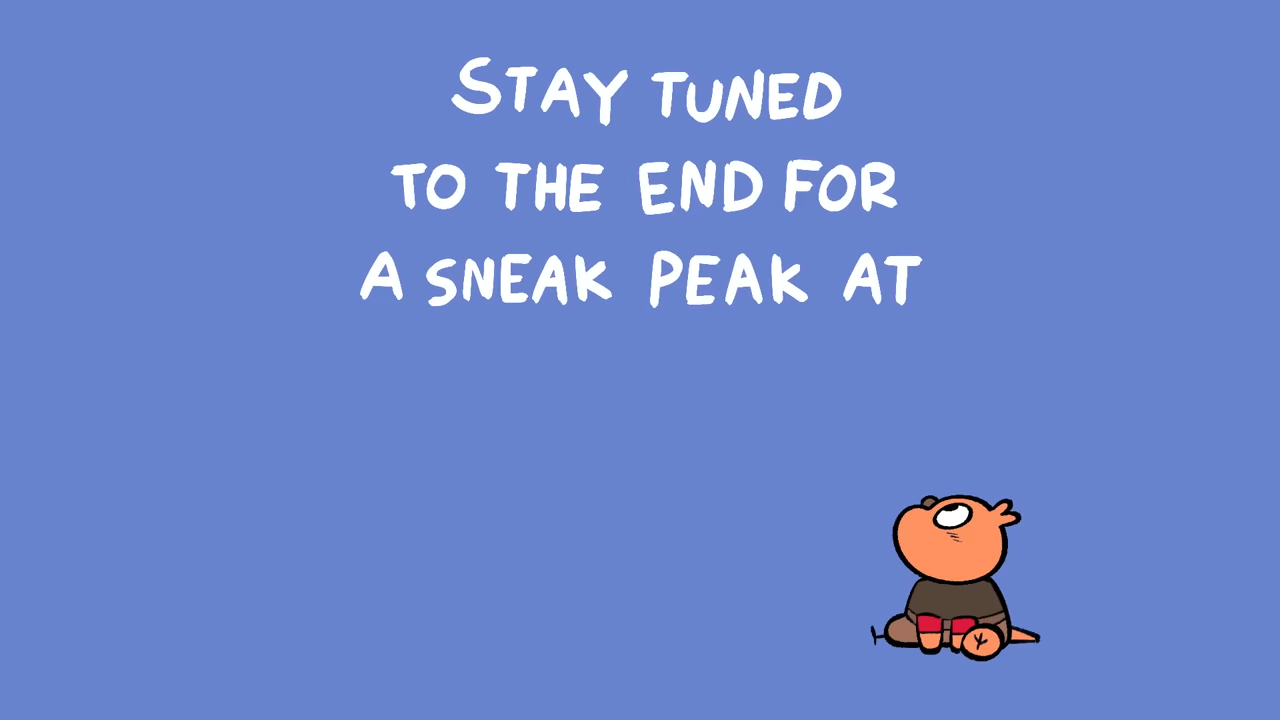 STAY TUNED
TO THE END FOR
A SNEAK PEAK AT